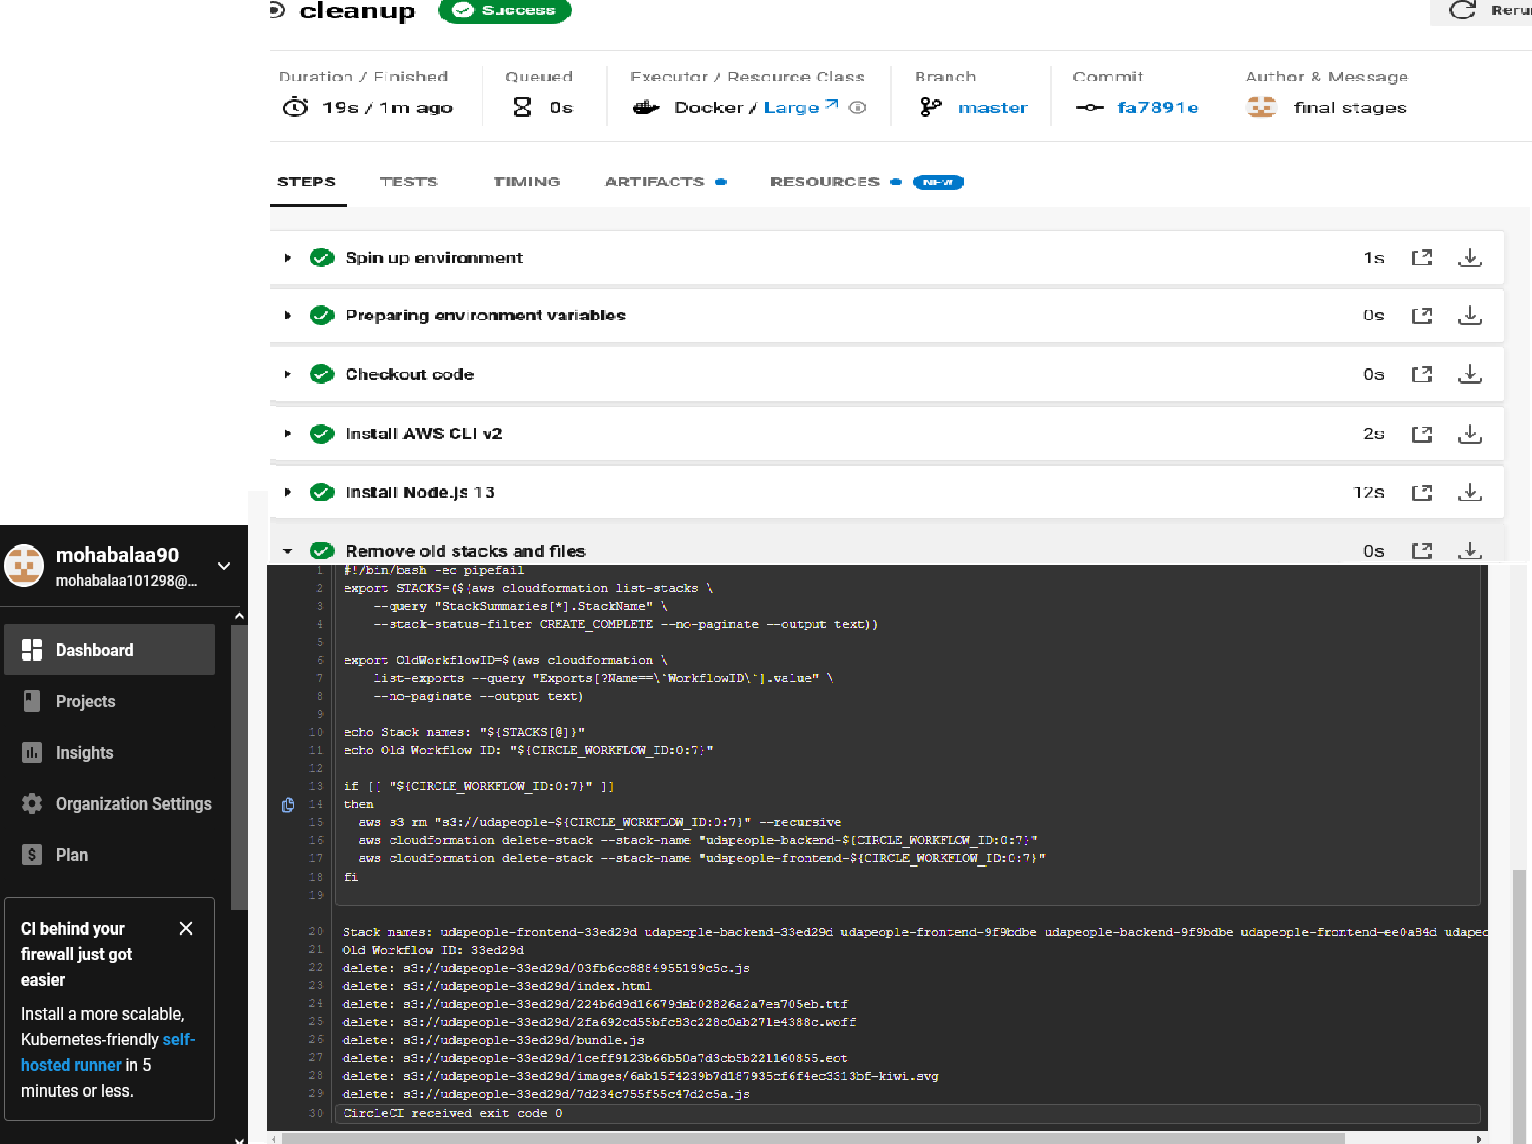 cleanup Success
Rerun
Duration / Finished Queued Executor / Resource Class Branch Commit Author & Message
19s / 1m ago 0s Docker / Large master fa7891e final stages
STEPS TESTS TIMING ARTIFACTS RESOURCES NEW
Spin up environment 1s
Preparing environment variables 0s
Checkout code 0s
Install AWS CLI v2 2s
Install Node.js 13 12s
Remove old stacks and files 0s
mohabalaa90
mohabalaa101298@...
Dashboard
Projects
Insights
Organization Settings
Plan
CI behind your
firewall just got
easier
Install a more scalable,
Kubernetes-friendly self-
hosted runner in 5
minutes or less.
1 #!/bin/bash -eo pipefail
2 export STACKS=($(aws cloudformation list-stacks \
3 --query "StackSummaries[*].StackName" \
4 --stack-status-filter CREATE_COMPLETE --no-paginate --output text))
5
6 export OldWorkflowID=$(aws cloudformation \
7 list-exports --query "Exports[?Name==\`WorkflowID\`].Value" \
8 --no-paginate --output text)
9
10 echo Stack names: "${STACKS[@]}"
11 echo Old Workflow ID: "${CIRCLE_WORKFLOW_ID:0:7}"
12
13 if [[ "${CIRCLE_WORKFLOW_ID:0:7}" ]]
14 then
15 aws s3 rm "s3://udapeople-${CIRCLE_WORKFLOW_ID:0:7}" --recursive
16 aws cloudformation delete-stack --stack-name "udapeople-backend-${CIRCLE_WORKFLOW_ID:0:7}"
17 aws cloudformation delete-stack --stack-name "udapeople-frontend-${CIRCLE_WORKFLOW_ID:0:7}"
18 fi
19
20 Stack names: udapeople-frontend-33ed29d udapeople-backend-33ed29d udapeople-frontend-9f9bdbe udapeople-backend-9f9bdbe udapeople-frontend-ee0a84d udapeo
21 Old Workflow ID: 33ed29d
22 delete: s3://udapeople-33ed29d/03fb6cc8864955199c5c.js
23 delete: s3://udapeople-33ed29d/index.html
24 delete: s3://udapeople-33ed29d/224b6d9d16679dab02826a2a7ea705eb.ttf
25 delete: s3://udapeople-33ed29d/2fa692cd55bfc83c228c0ab271e4388c.woff
26 delete: s3://udapeople-33ed29d/bundle.js
27 delete: s3://udapeople-33ed29d/1ceff9123b66b50a7d3cb5b221160855.eot
28 delete: s3://udapeople-33ed29d/images/6ab15f4239b7d187935cf6f4ec3313bf-kiwi.svg
29 delete: s3://udapeople-33ed29d/7d234c755f55c47d2c5a.js
30 CircleCI received exit code 0